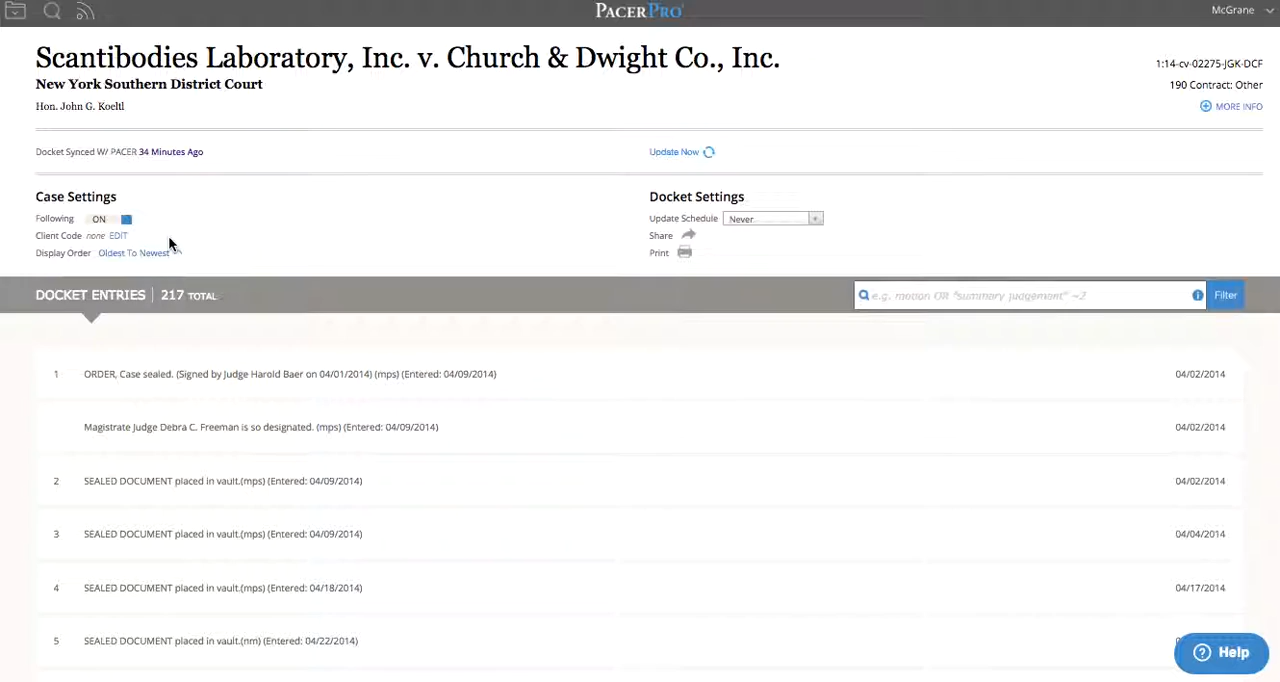 PACERPRO
McGrane
Scantibodies Laboratory, Inc. v. Church & Dwight Co., Inc.
1:14-cv-02275-JGK-DCF
New York Southern District Court
190 Contract: Other
Hon. John G. Koeltl
MORE INFO
Docket Synced W/ PACER 34 Minutes Ago
Update Now
Case Settings
Following ON
Client Code none EDIT
Display Order Oldest To Newest
Docket Settings
Update Schedule Never
Share
Print
DOCKET ENTRIES | 217 TOTAL
e.g. motion OR "summary judgement" ~2
Filter
1 ORDER, Case sealed. (Signed by Judge Harold Baer on 04/01/2014) (mps) (Entered: 04/09/2014) 04/02/2014
Magistrate Judge Debra C. Freeman is so designated. (mps) (Entered: 04/09/2014) 04/02/2014
2 SEALED DOCUMENT placed in vault.(mps) (Entered: 04/09/2014) 04/02/2014
3 SEALED DOCUMENT placed in vault.(mps) (Entered: 04/09/2014) 04/04/2014
4 SEALED DOCUMENT placed in vault.(mps) (Entered: 04/18/2014) 04/17/2014
5 SEALED DOCUMENT placed in vault.(nm) (Entered: 04/22/2014)
Help